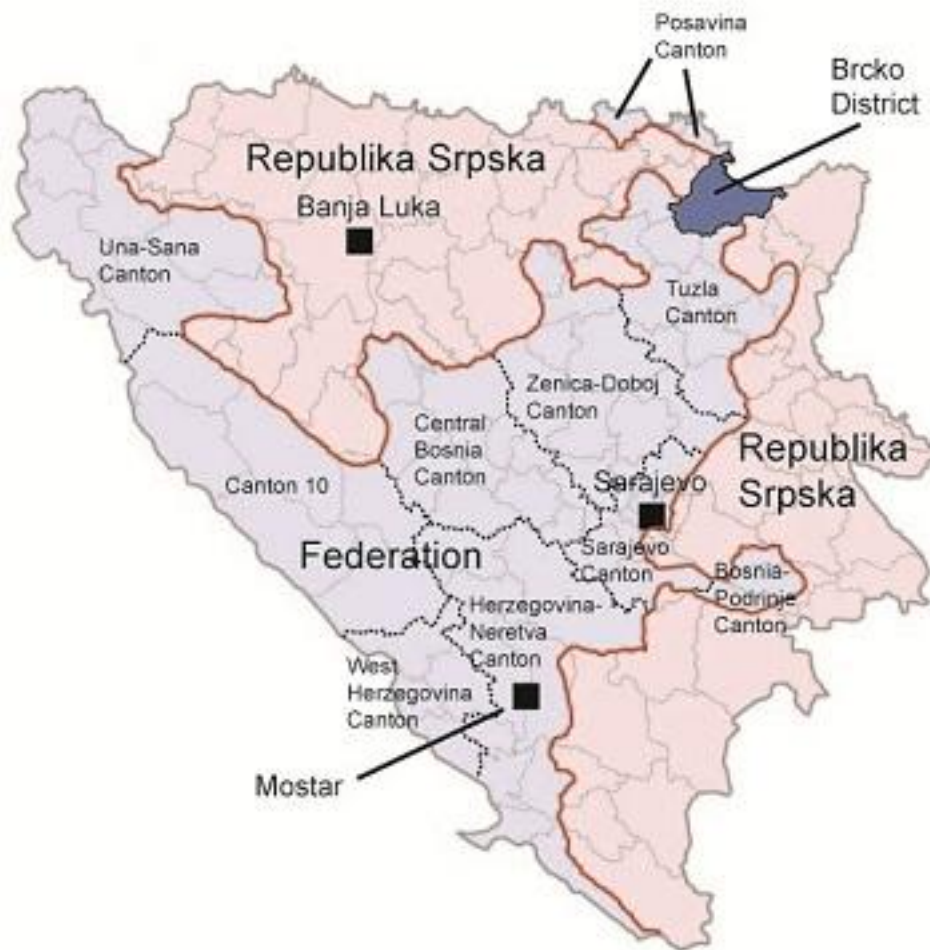 Posavina
Canton
Brcko
District
Republika Srpska
Banja Luka
Una-Sana
Canton
Tuzla
Canton
Zenica-Doboj
Canton
Central
Bosnia
Canton
Republika
Srpska
Canton 10
Sarajevo
Federation
Sarajevo
Canton
Bosnia-
Podrinje
Canton
Herzegovina-
Neretva
Canton
West
Herzegovina
Canton
Mostar